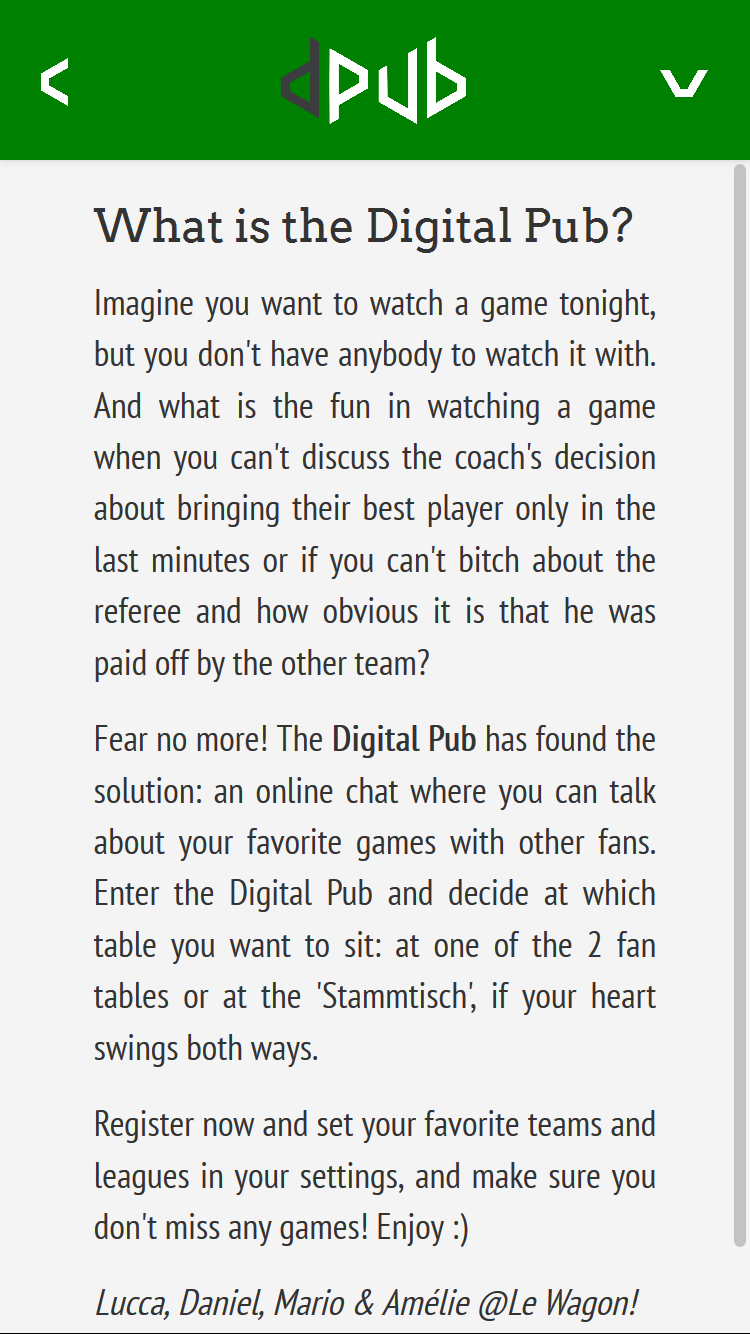 dpub
What is the Digital Pub?
Imagine you want to watch a game tonight,
but you don't have anybody to watch it with.
And what is the fun in watching a game
when you can't discuss the coach's decision
about bringing their best player only in the
last minutes or if you can't bitch about the
referee and how obvious it is that he was
paid off by the other team?
Fear no more! The Digital Pub has found the
solution: an online chat where you can talk
about your favorite games with other fans.
Enter the Digital Pub and decide at which
table you want to sit: at one of the 2 fan
tables or at the 'Stammtisch', if your heart
swings both ways.
Register now and set your favorite teams and
leagues in your settings, and make sure you
don't miss any games! Enjoy :)
Lucca, Daniel, Mario & Amélie @Le Wagon!